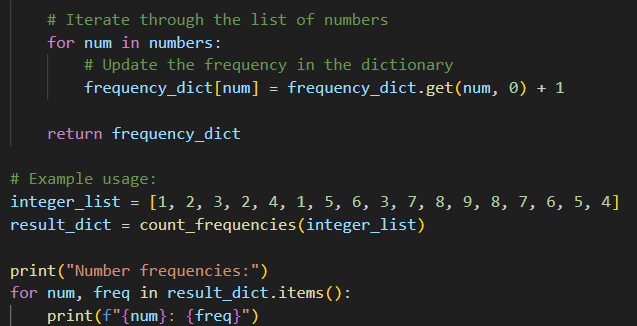 # Iterate through the list of numbers
for num in numbers:
# Update the frequency in the dictionary
frequency_dict[num] = frequency_dict.get(num, 0) + 1
return frequency_dict
# Example usage:
integer_list = [1, 2, 3, 2, 4, 1, 5, 6, 3, 7, 8, 9, 8, 7, 6, 5, 4]
result_dict = count_frequencies(integer_list)
print("Number frequencies:")
for num, freq in result_dict.items():
print(f"{num}: {freq}")